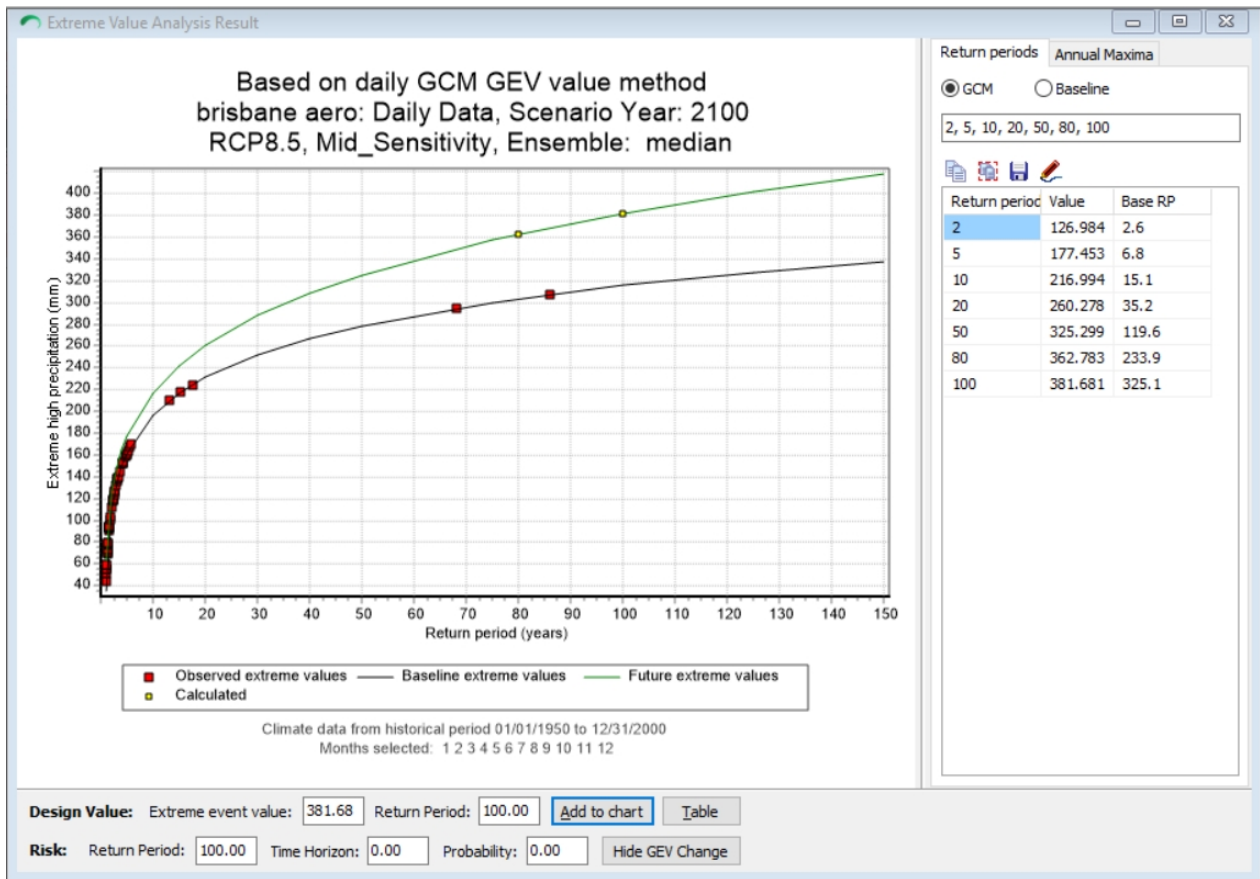 Extreme Value Analysis Result
Based on daily GCM GEV value method
brisbane aero: Daily Data, Scenario Year: 2100
RCP8.5, Mid_Sensitivity, Ensemble: median
Extreme high precipitation (mm)
400
380
360
340
320
300
280
260
240
220
200
180
160
140
120
100
80
60
40
10 20 30 40 50 60 70 80 90 100 110 120 130 140 150
Return period (years)
Observed extreme values Baseline extreme values Future extreme values
Calculated
Climate data from historical period 01/01/1950 to 12/31/2000
Months selected: 1 2 3 4 5 6 7 8 9 10 11 12
Return periods Annual Maxima
GCM Baseline
2, 5, 10, 20, 50, 80, 100
Return period Value Base RP
2 126.984 2.6
5 177.453 6.8
10 216.994 15.1
20 260.278 35.2
50 325.299 119.6
80 362.783 233.9
100 381.681 325.1
Design Value: Extreme event value: 381.68 Return Period: 100.00 Add to chart Table
Risk: Return Period: 100.00 Time Horizon: 0.00 Probability: 0.00 Hide GEV Change